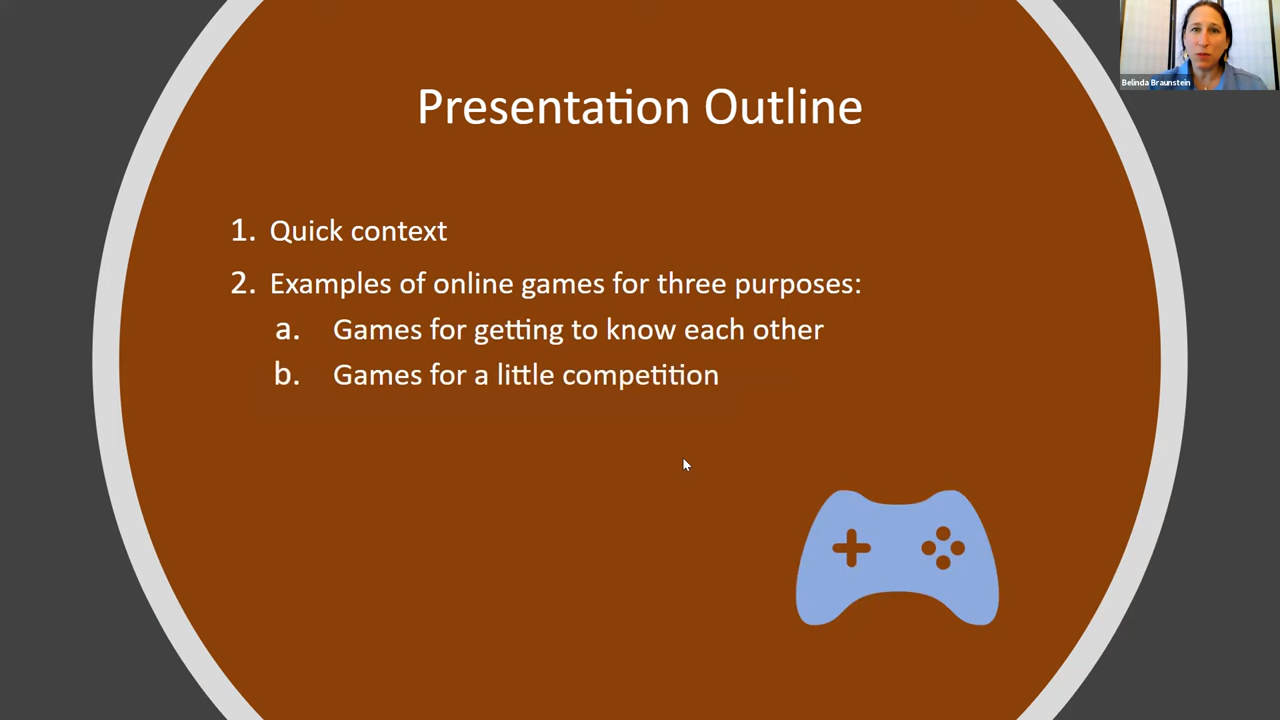 Belinda Braunstein
Presentation Outline
1. Quick context
2. Examples of online games for three purposes:
a. Games for getting to know each other
b. Games for a little competition